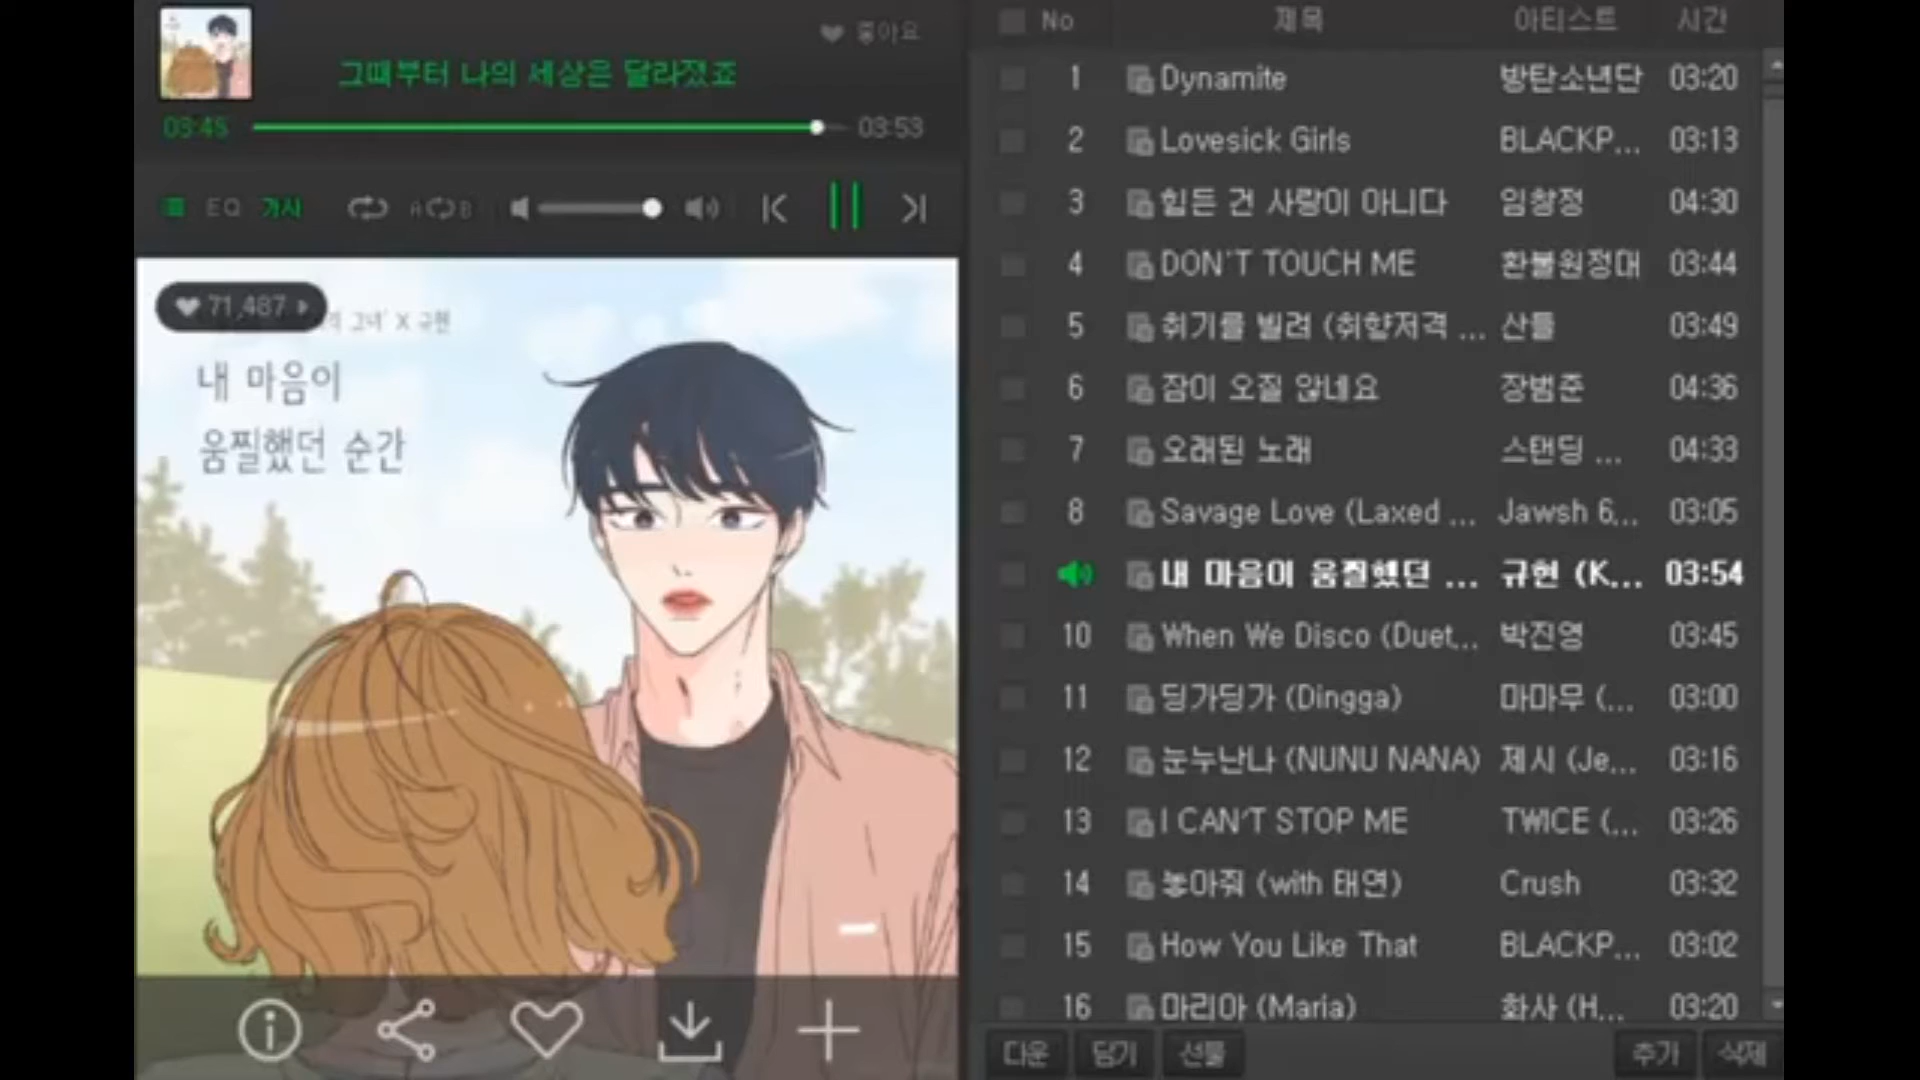 좋아요
그때부터 나의 세상은 달라졌죠
03:45 03:53
EQ 가사 A B
71,487
그녀' X 규현
내 마음이
움찔했던 순간
No 제목 아티스트 시간
1 Dynamite 방탄소년단 03:20
2 Lovesick Girls BLACKP... 03:13
3 힘든 건 사랑이 아니다 임창정 04:30
4 DON'T TOUCH ME 환불원정대 03:44
5 취기를 빌려 (취향저격 ... 산들 03:49
6 잠이 오질 않네요 장범준 04:36
7 오래된 노래 스탠딩 ... 04:33
8 Savage Love (Laxed ... Jawsh 6... 03:05
내 마음이 움찔했던 ... 규현 (K... 03:54
10 When We Disco (Duet... 박진영 03:45
11 딩가딩가 (Dingga) 마마무 (... 03:00
12 눈누난나 (NUNU NANA) 제시 (Je... 03:16
13 I CAN'T STOP ME TWICE (... 03:26
14 놓아줘 (with 태연) Crush 03:32
15 How You Like That BLACKP... 03:02
16 마리아 (Maria) 화사 (H... 03:20
다운 담기 선물 추가 삭제